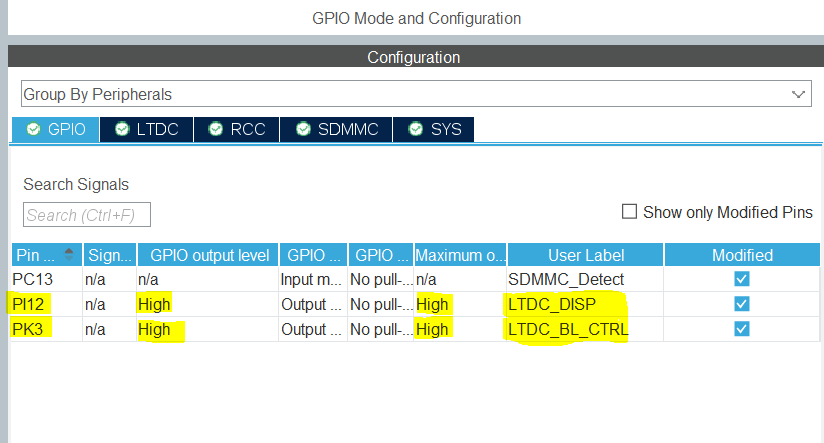 GPIO Mode and Configuration
Configuration
Group By Peripherals
GPIO LTDC RCC SDMMC SYS
Search Signals
Search (Ctrl+F)
Show only Modified Pins
Pin ... Sign... GPIO output level GPIO ... GPIO ... Maximum o... User Label Modified
PC13 n/a n/a Input m... No pull-... n/a SDMMC_Detect
PI12 n/a High Output ... No pull-... High LTDC_DISP
PK3 n/a High Output ... No pull-... High LTDC_BL_CTRL